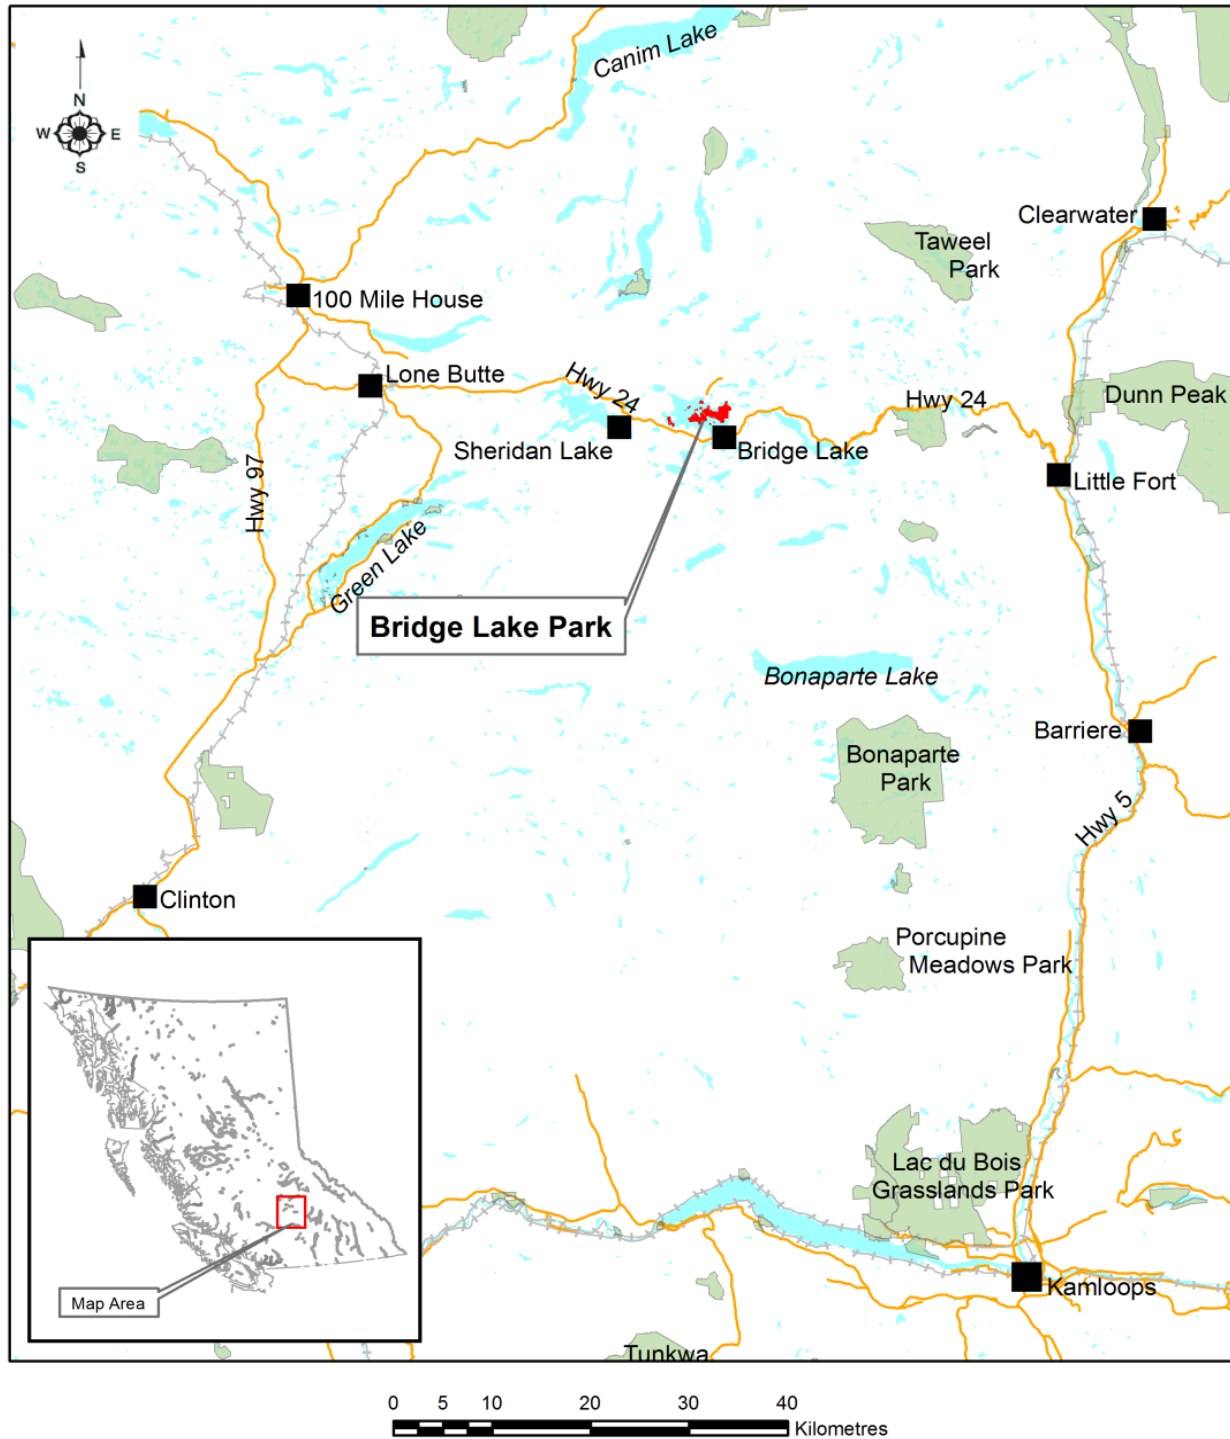 Canim Lake
N
W
E
S
Clearwater
Taweel
Park
100 Mile House
Lone Butte
Hwy 24
Hwy 24
Dunn Peak
Sheridan Lake
Bridge Lake
Little Fort
Hwy 97
Green Lake
Bridge Lake Park
Bonaparte Lake
Barriere
Bonaparte
Park
Hwy 5
Clinton
Porcupine
Meadows Park
Lac du Bois
Grasslands Park
Map Area
Kamloops
Tunkwa
0 5 10 20 30 40
Kilometres